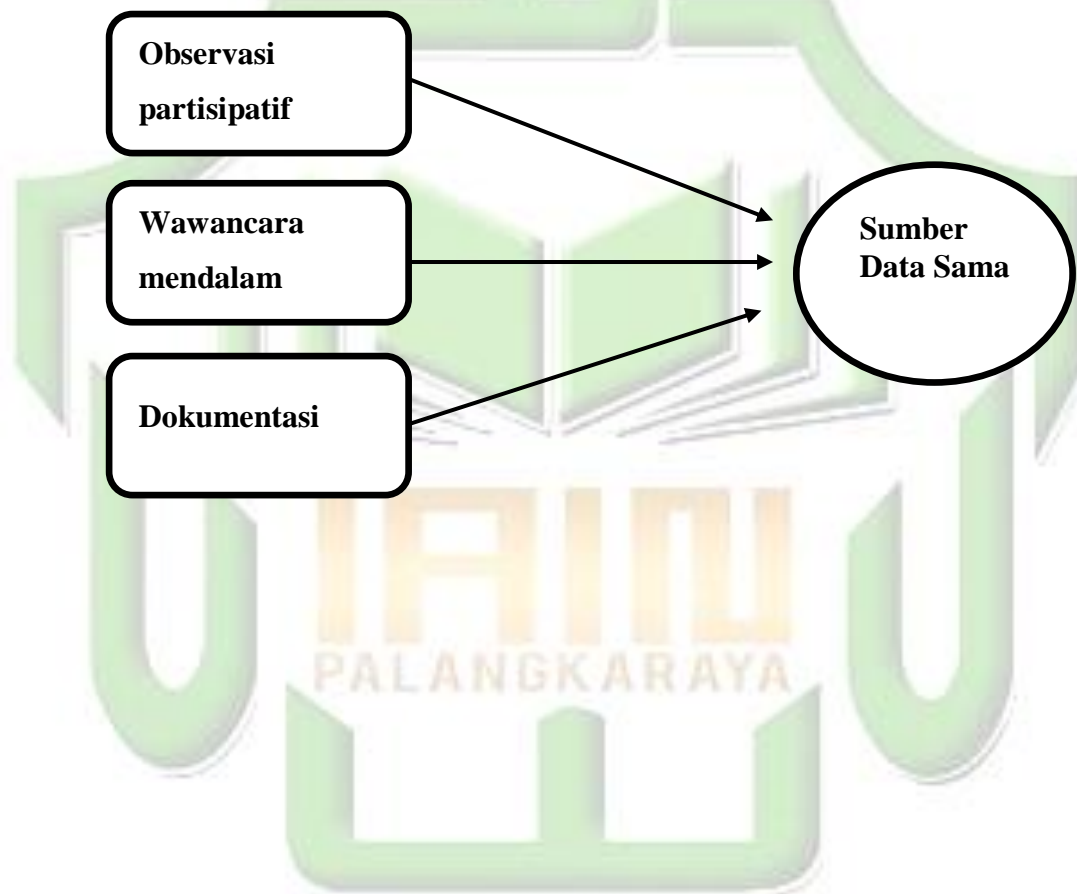 Observasi
partisipatif
Wawancara
mendalam
Dokumentasi
Sumber
Data Sama
IAIN
PALANGKARAYA